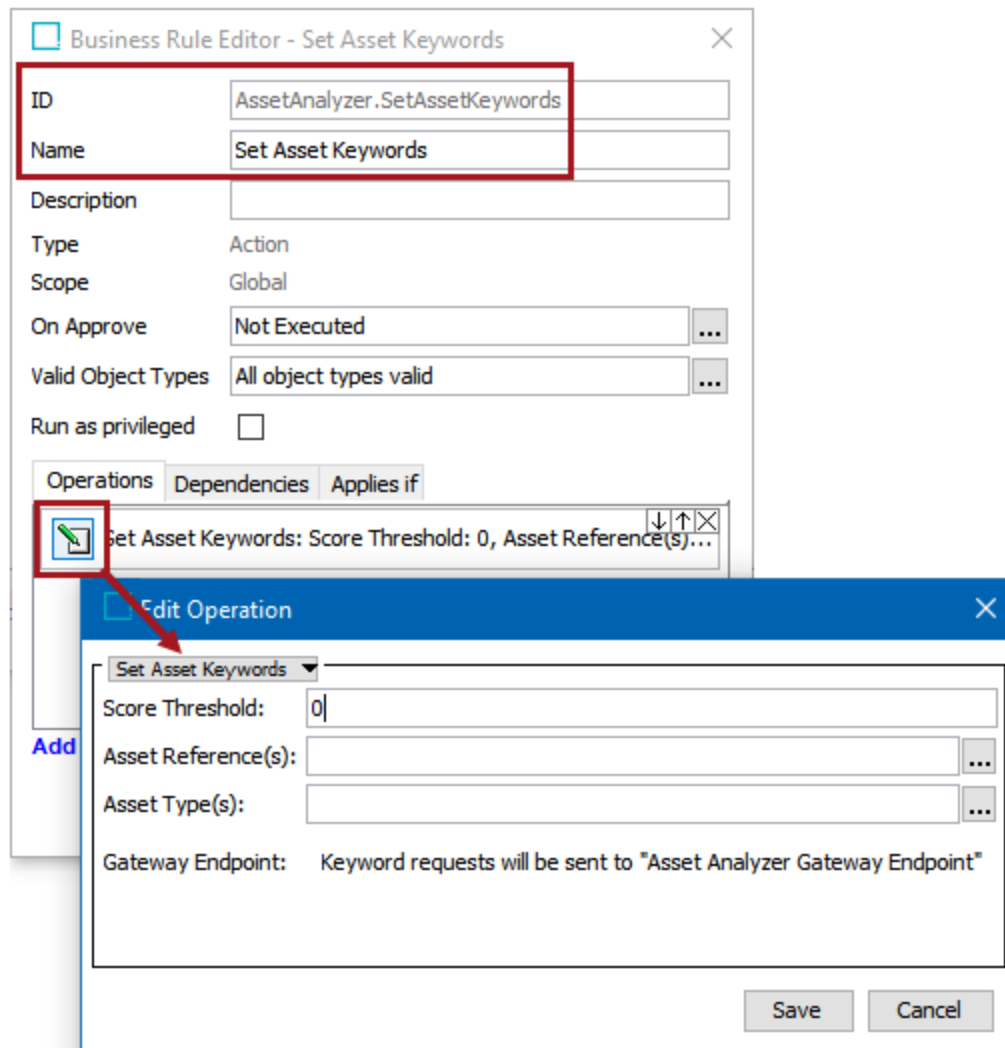 Business Rule Editor - Set Asset Keywords
ID AssetAnalyzer.SetAssetKeywords
Name Set Asset Keywords
Description
Type Action
Scope Global
On Approve Not Executed ...
Valid Object Types All object types valid ...
Run as privileged
Operations Dependencies Applies if
Set Asset Keywords: Score Threshold: 0, Asset Reference(s)...
Edit Operation
Set Asset Keywords
Score Threshold: 0
Asset Reference(s): ...
Add
Asset Type(s): ...
Gateway Endpoint: Keyword requests will be sent to "Asset Analyzer Gateway Endpoint"
Save Cancel